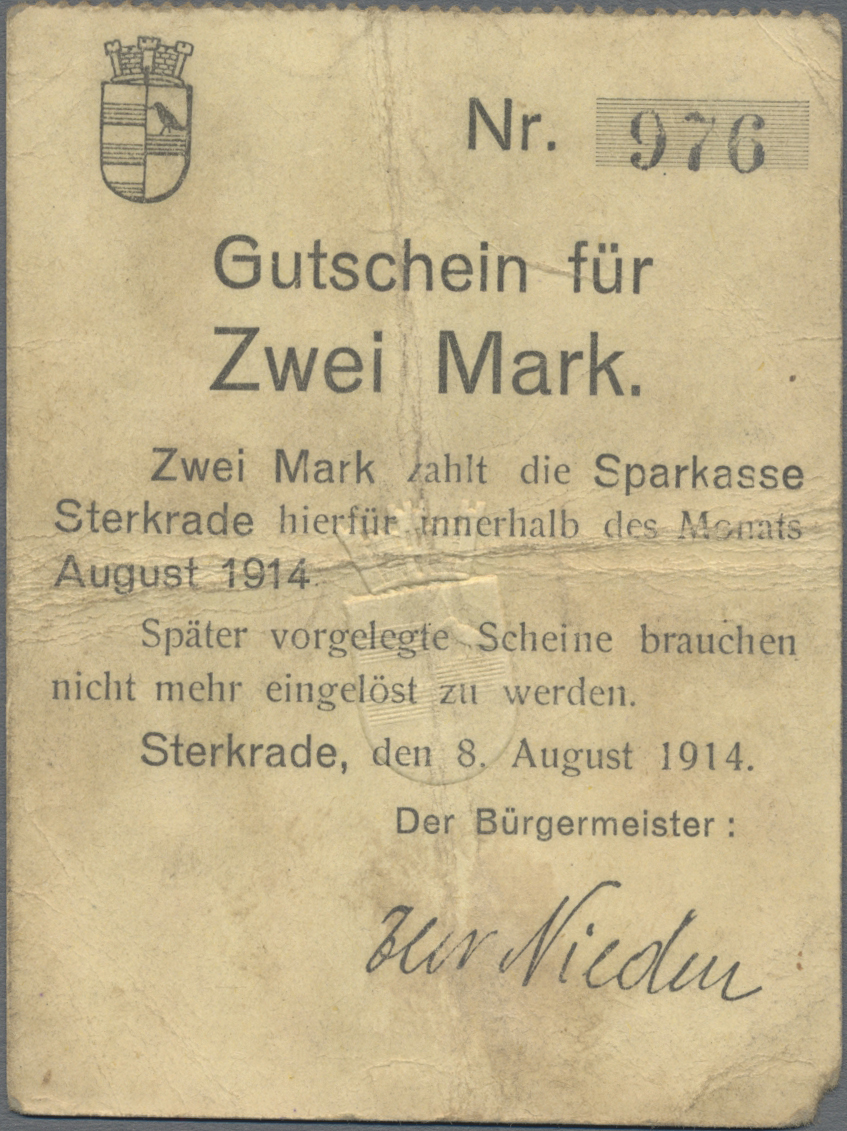 Nr. 976
Gutschein für
Zwei Mark.
Zwei Mark zahlt die Sparkasse
Sterkrade hierfür innerhalb des Monats
August 1914.
Später vorgelegte Scheine brauchen
nicht mehr eingelöst zu werden.
Sterkrade, den 8. August 1914.
Der Bürgermeister :
zur Nieden